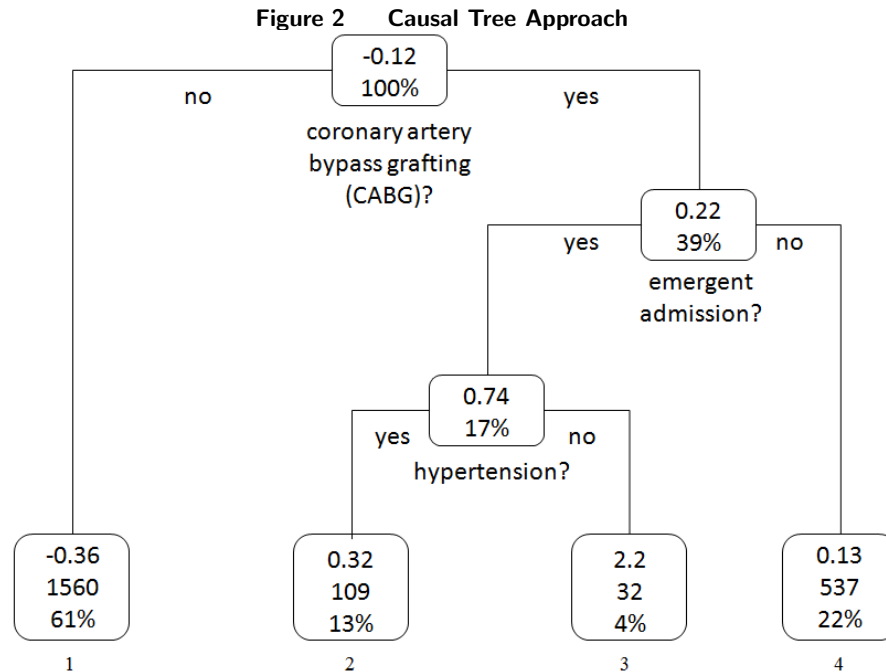 Figure 2 Causal Tree Approach
-0.12
100%
no
yes
coronary artery
bypass grafting
(CABG)?
0.22
39%
yes
no
emergent
admission?
0.74
17%
yes
no
hypertension?
-0.36
1560
61%
0.32
109
13%
2.2
32
4%
0.13
537
22%
1
2
3
4